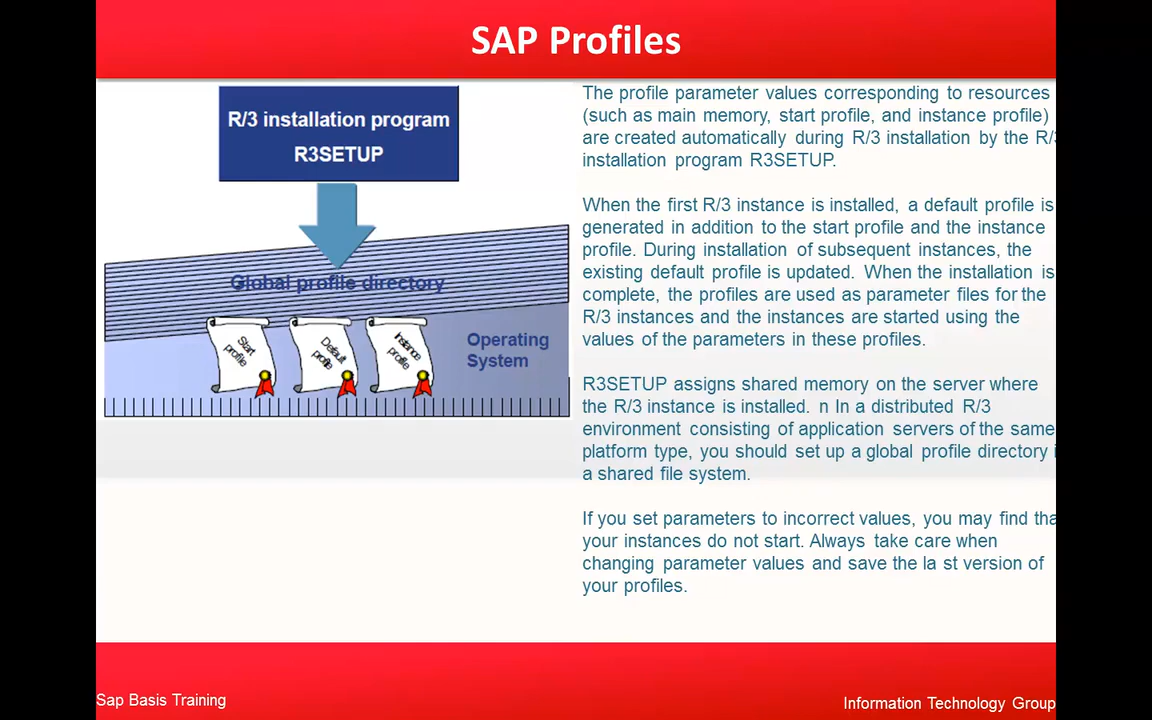 SAP Profiles
R/3 installation program
R3SETUP
Global profile directory
Start
profile
Default
profile
Instance
profile
Operating
System
The profile parameter values corresponding to resources
(such as main memory, start profile, and instance profile)
are created automatically during R/3 installation by the R/3
installation program R3SETUP.
When the first R/3 instance is installed, a default profile is
generated in addition to the start profile and the instance
profile. During installation of subsequent instances, the
existing default profile is updated. When the installation is
complete, the profiles are used as parameter files for the
R/3 instances and the instances are started using the
values of the parameters in these profiles.
R3SETUP assigns shared memory on the server where
the R/3 instance is installed. n In a distributed R/3
environment consisting of application servers of the same
platform type, you should set up a global profile directory i
a shared file system.
If you set parameters to incorrect values, you may find tha
your instances do not start. Always take care when
changing parameter values and save the la st version of
your profiles.
Sap Basis Training
Information Technology Group